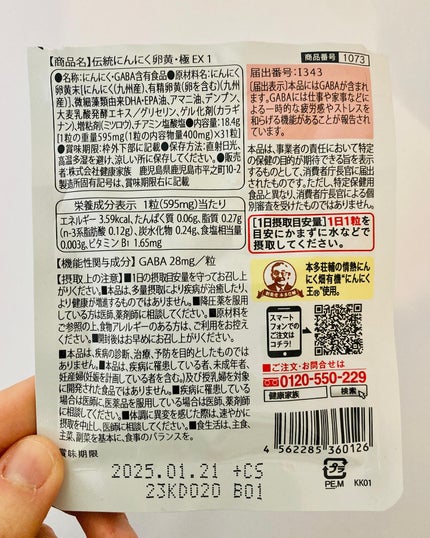 【商品名】伝統にんにく卵黄・極 EX1
商品番号 1073
●名称:にんにく・GABA含有食品●原材料名:にんにく
卵黄末[にんにく(九州産)、有精卵黄(卵を含む)(九州
産)]、微細藻類由来DHA・EPA油、アマニ油、デンプン、
大麦乳酸発酵エキス/グリセリン、ゲル化剤(カラギ
ナン)、増粘剤(ミツロウ)、チアミン塩酸塩●内容量:18.4g
[1粒の重量595mg(1粒の内容物400mg)×31粒]
●賞味期限:枠外下部に記載●保存方法:直射日光、
高温多湿を避け、涼しい所に保存してください。●販売
者:株式会社健康家族 鹿児島県鹿児島市平之町10-2
製造所固有記号は、賞味期限右に記載
栄養成分表示 1粒(595mg)当たり
エネルギー 3.59kcal、たんぱく質 0.06g、脂質 0.27g
(n-3系脂肪酸 0.12g)、炭水化物 0.24g、食塩相当量
0.003g、ビタミンB1 1.65mg
【機能性関与成分】 GABA 28mg/粒
【摂取上の注意】■1日の摂取目安量を守ってお召し上
がりください。■本品は、多量摂取により疾病が治癒したり、
より健康が増進するものではありません。■降圧薬を服用
している方は医師、薬剤師に相談してください。■原材料
をご参照の上、食物アレルギーのある方は、ご利用をお控え
ください。■開封後はお早めにお召し上がりください。
■本品は、疾病の診断、治療、予防を目的としたもので
はありません。■本品は、疾病に罹患している者、未成年者、
妊産婦(妊娠を計画している者を含む。)及び授乳婦を対象
に開発された食品ではありません。■疾病に罹患している
場合は医師に、医薬品を服用している場合は医師、薬剤師
に相談してください。■体調に異変を感じた際は、速やかに
摂取を中止し、医師に相談してください。■食生活は、主食、
主菜、副菜を基本に、食事のバランスを。
賞味期限
2025.01.21 +CS
23KD020 B01
届出番号:I343
[届出表示]本品にはGABAが含まれま
す。GABAには仕事や家事などに
よる一時的な疲労感やストレスを
和らげる機能があることが報告され
ています。
本品は、事業者の責任において特定
の保健の目的が期待できる旨を表示
するものとして、消費者庁長官に届
出されたものです。ただし、特定保健用
食品と異なり、消費者庁長官による個
別審査を受けたものではありません。
【1日摂取目安量】1日1粒を
目安にかまずに水などで
摂取してください。
本多荘輔の情熱にん
にく畑有機“にんにく
王®”使用。
スマート
フォンでの
ご注文は
コチラ!
■ご注文・お問合せ
0120-550-229
健康家族 検索
4 562285 360126
プラ
PE,M
KK01